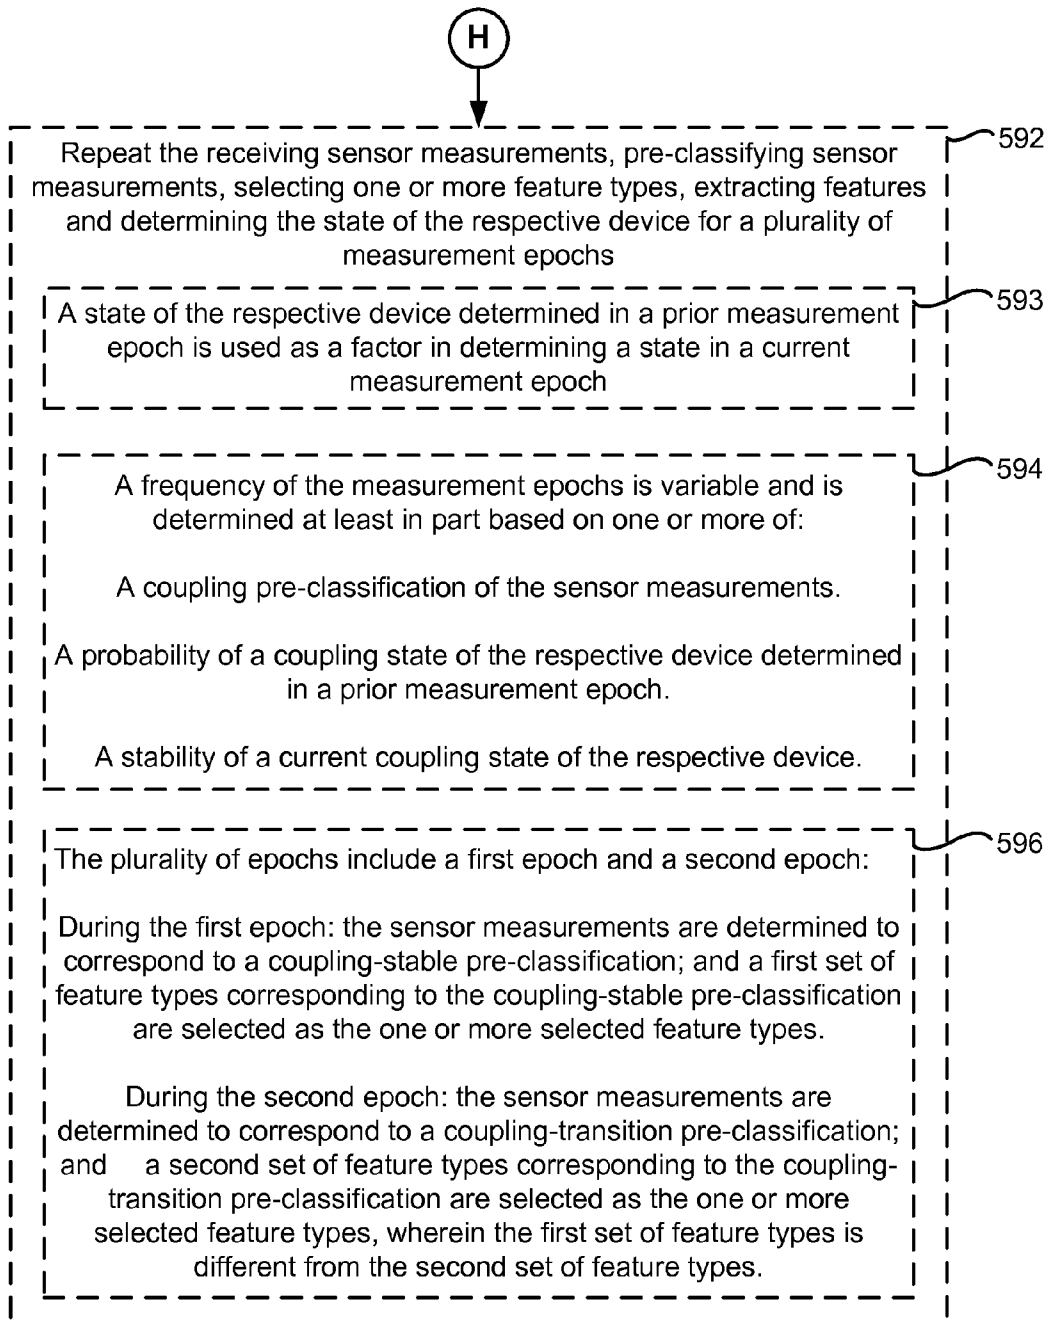 H
592
Repeat the receiving sensor measurements, pre-classifying sensor
measurements, selecting one or more feature types, extracting features
and determining the state of the respective device for a plurality of
measurement epochs
593
A state of the respective device determined in a prior measurement
epoch is used as a factor in determining a state in a current
measurement epoch
594
A frequency of the measurement epochs is variable and is
determined at least in part based on one or more of:
A coupling pre-classification of the sensor measurements.
A probability of a coupling state of the respective device determined
in a prior measurement epoch.
A stability of a current coupling state of the respective device.
596
The plurality of epochs include a first epoch and a second epoch:
During the first epoch: the sensor measurements are determined to
correspond to a coupling-stable pre-classification; and a first set of
feature types corresponding to the coupling-stable pre-classification
are selected as the one or more selected feature types.
During the second epoch: the sensor measurements are
determined to correspond to a coupling-transition pre-classification;
and a second set of feature types corresponding to the coupling-
transition pre-classification are selected as the one or more
selected feature types, wherein the first set of feature types is
different from the second set of feature types.